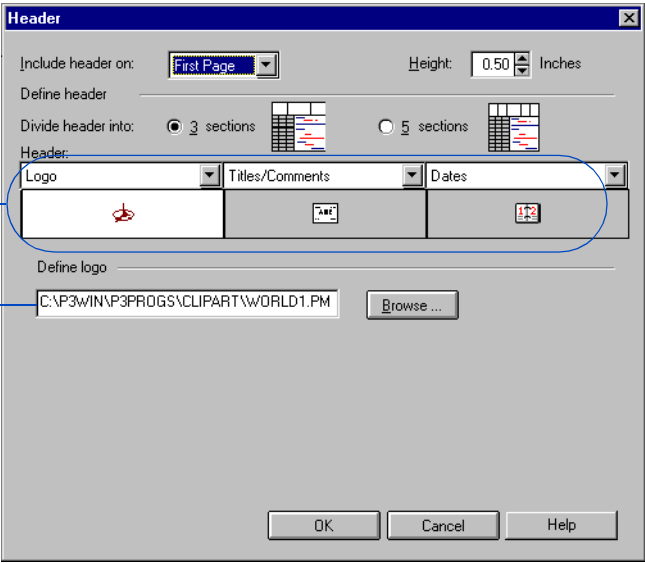 Header
Include header on: First Page Height: 0.50 Inches
Define header
Divide header into: 3 sections 5 sections
Header:
Logo Titles/Comments Dates
Define logo
C:\P3WIN\P3PROGS\CLIPART\WORLD1.PM Browse ...
OK Cancel Help